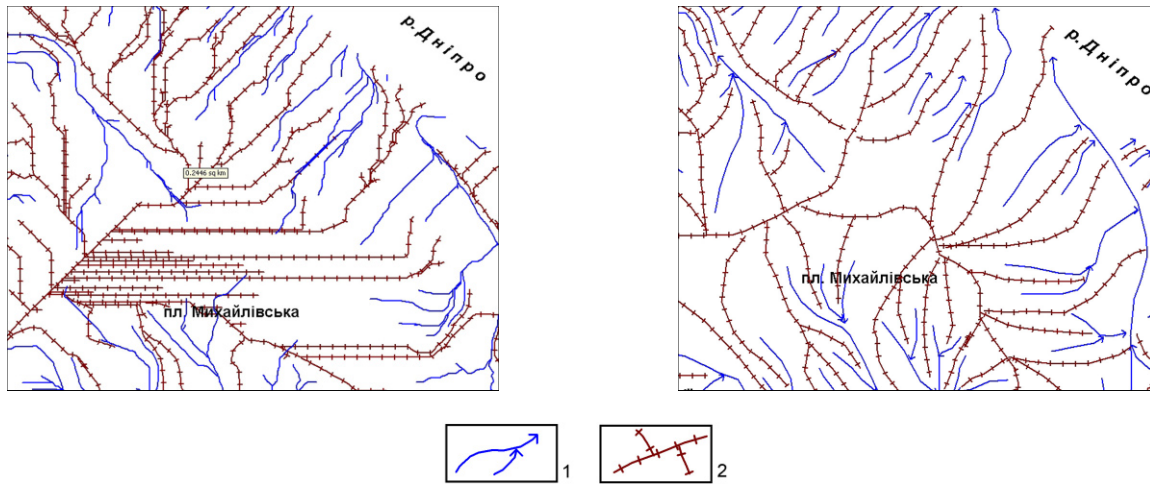 р. Дніпро
0.2446 sq km
пл. Михайлівська
р. Дніпро
пл. Михайлівська
1
2